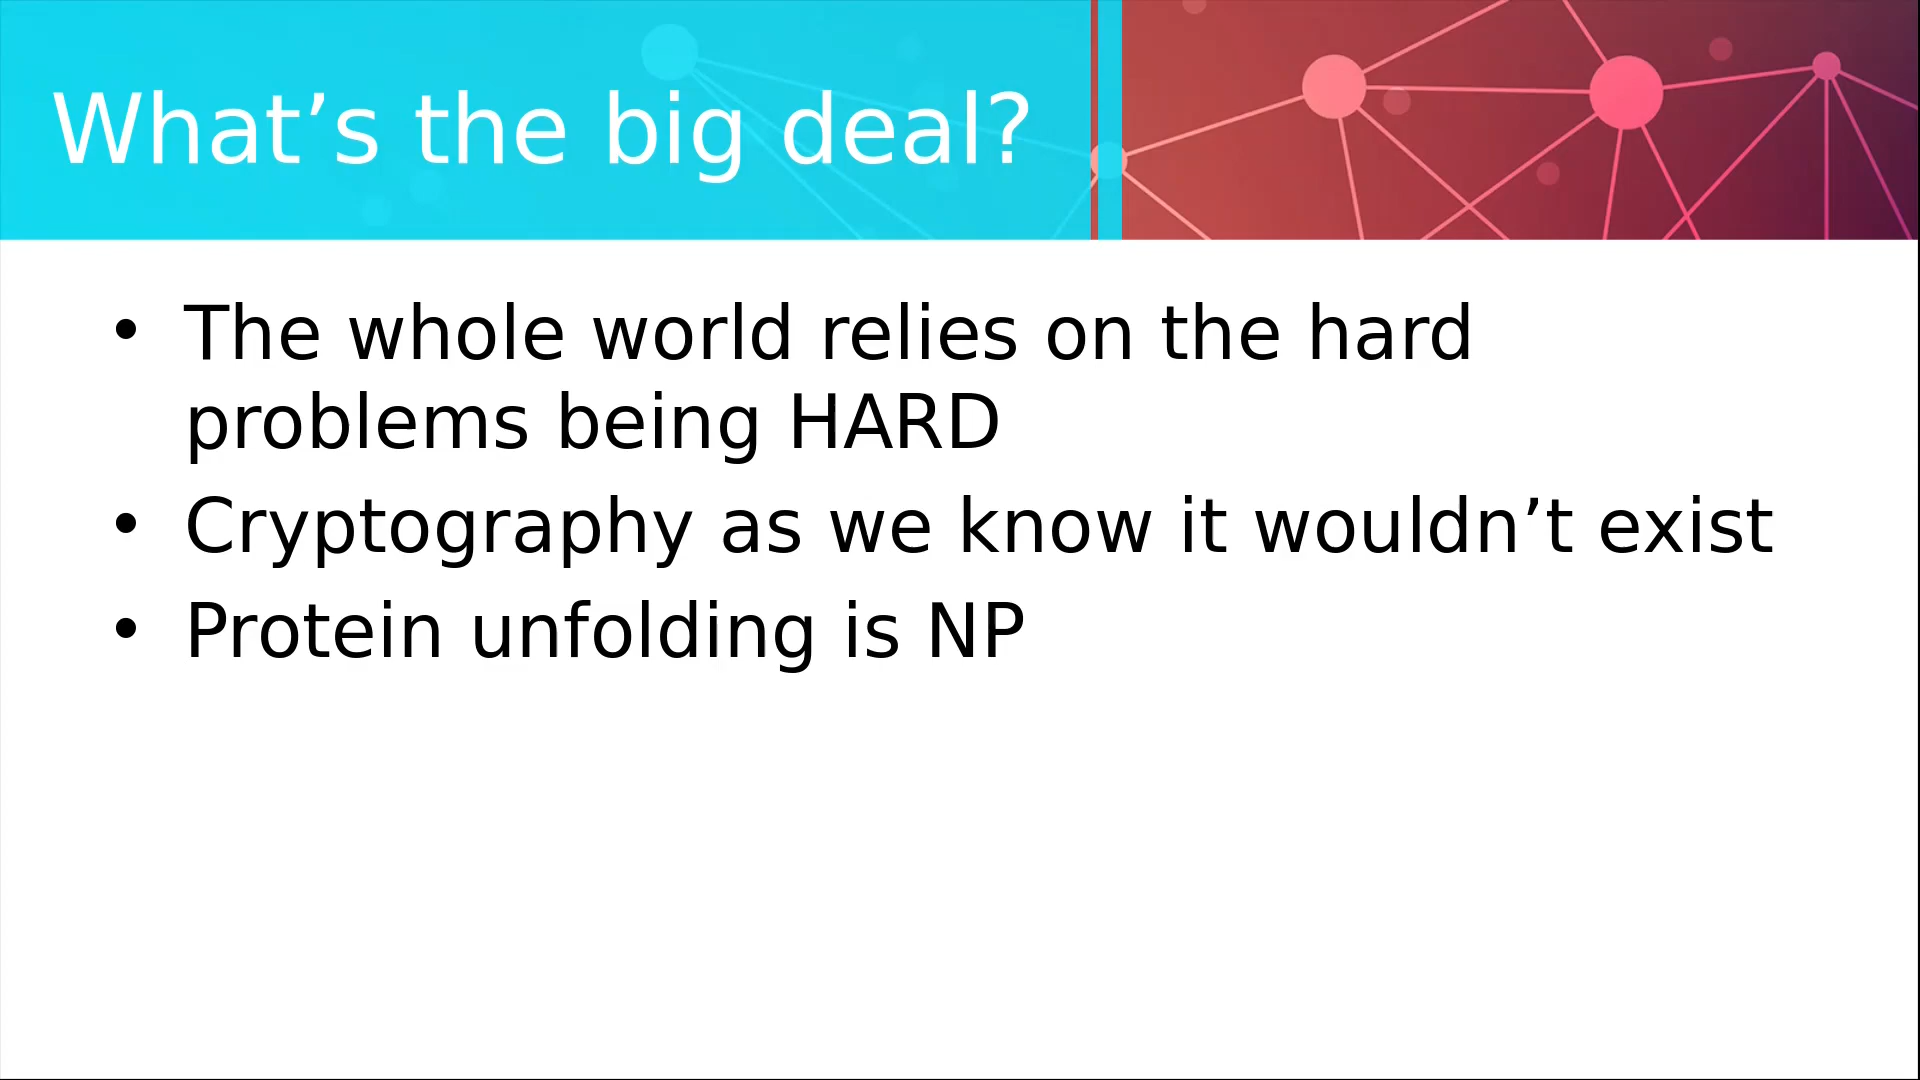 What’s the big deal?
• The whole world relies on the hard
problems being HARD
• Cryptography as we know it wouldn’t exist
• Protein unfolding is NP